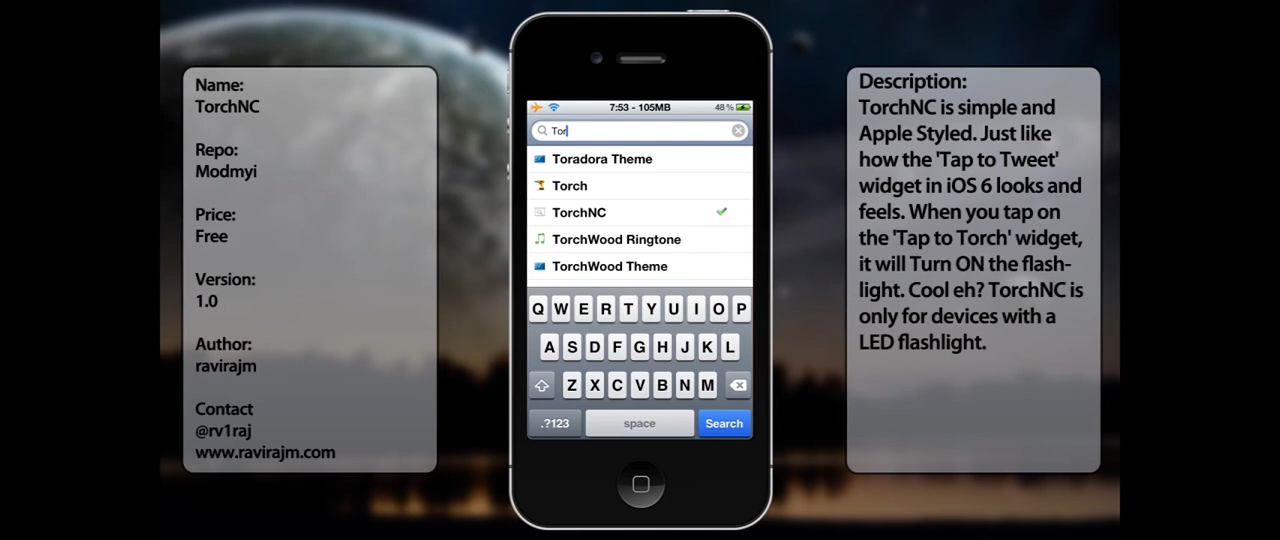 Name:
TorchNC
Repo:
Modmyi
Price:
Free
Version:
1.0
Author:
ravirajm
Contact
@rv1raj
www.ravirajm.com
7:53 - 105MB
48%
Tor
Toradora Theme
Torch
TorchNC
TorchWood Ringtone
TorchWood Theme
Q W E R T Y U I O P
A S D F G H J K L
Z X C V B N M
.?123 space Search
Description:
TorchNC is simple and
Apple Styled. Just like
how the 'Tap to Tweet'
widget in iOS 6 looks and
feels. When you tap on
the 'Tap to Torch' widget,
it will Turn ON the flash-
light. Cool eh? TorchNC is
only for devices with a
LED flashlight.